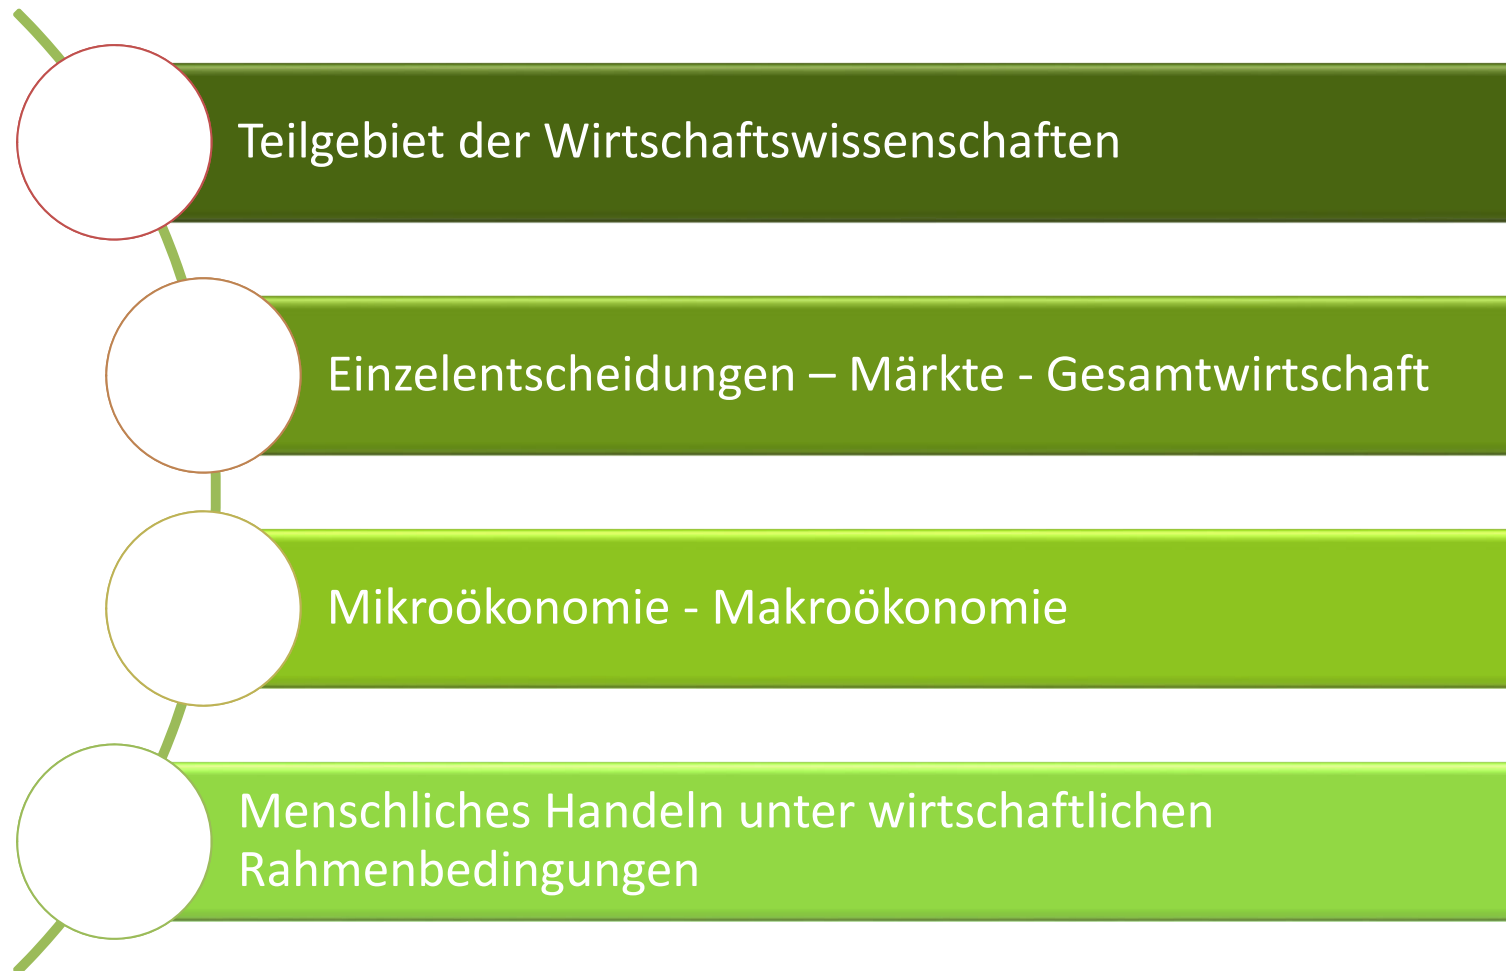 Teilgebiet der Wirtschaftswissenschaften
Einzelentscheidungen – Märkte - Gesamtwirtschaft
Mikroökonomie - Makroökonomie
Menschliches Handeln unter wirtschaftlichen
Rahmenbedingungen